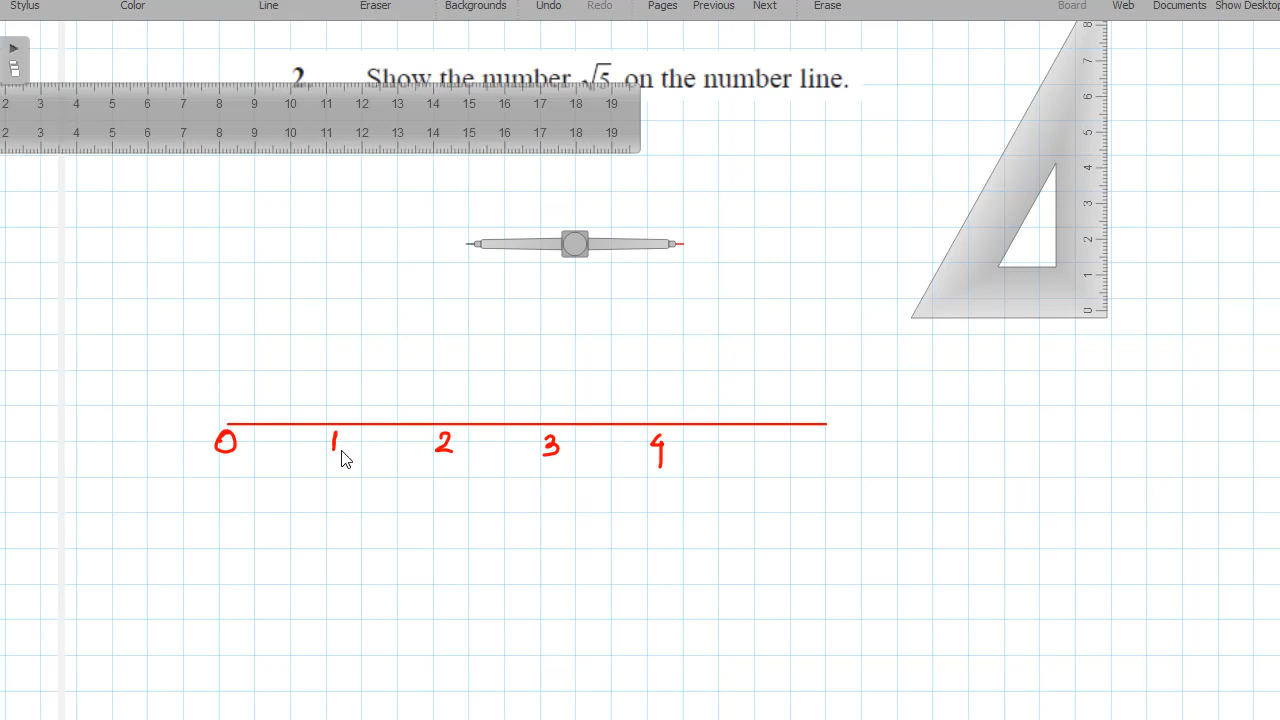 Stylus Color Line Eraser Backgrounds Undo Redo Pages Previous Next Erase Board Web Documents Show Desktop
2. Show the number √5 on the number line.
2 3 4 5 6 7 8 9 10 11 12 13 14 15 16 17 18 19
2 3 4 5 6 7 8 9 10 11 12 13 14 15 16 17 18 19
8
7
6
5
4
3
2
1
0
0 1 2 3 4